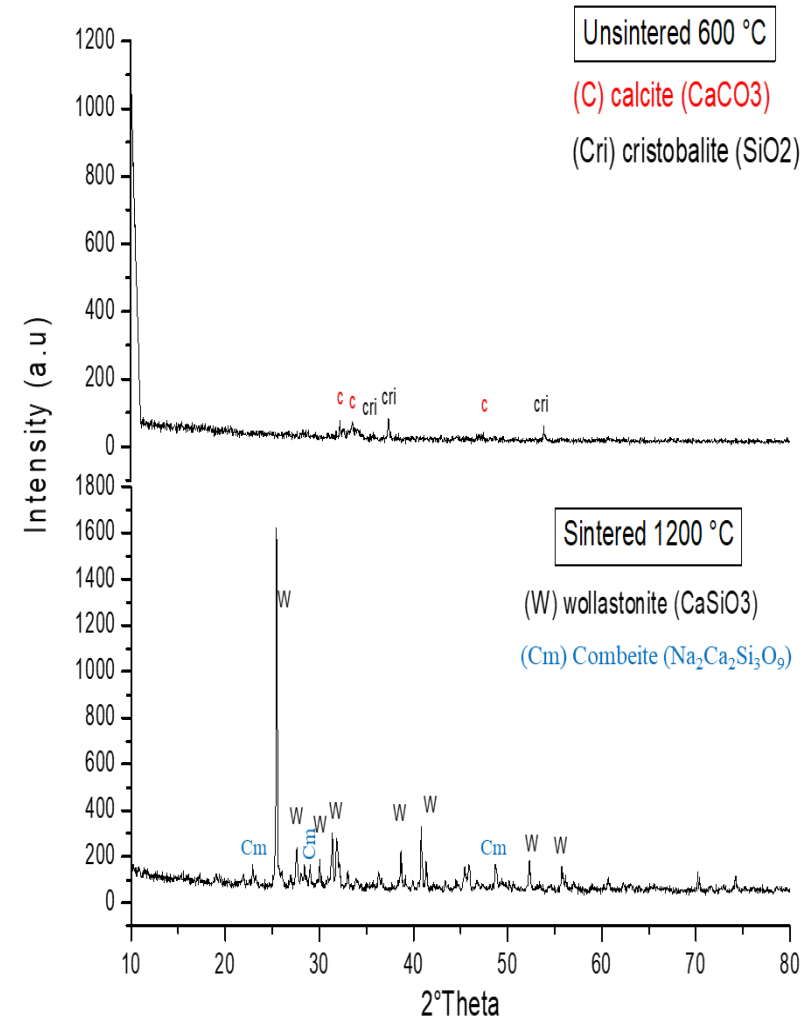 Unsintered 600 °C
(C) calcite (CaCO3)
(Cri) cristobalite (SiO2)
1200
1000
800
600
400
200
0
c c cri cri c cri
Intensity (a.u)
1800
1600
1400
1200
1000
800
600
400
200
0
Sintered 1200 °C
(W) wollastonite (CaSiO3)
(Cm) Combeite (Na₂Ca₂Si₃O₉)
W
Cm W Cm W W W W Cm W W
10 20 30 40 50 60 70 80
2°Theta